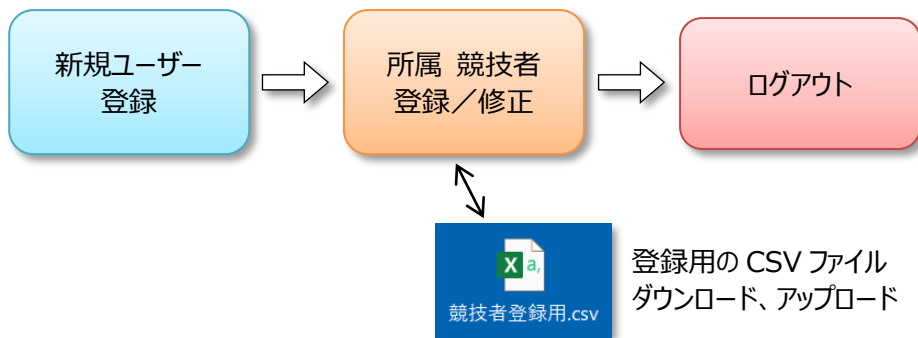 新規ユーザー
登録
所属 競技者
登録／修正
ログアウト
X a,
競技者登録用.csv
登録用の CSV ファイル
ダウンロード、アップロード